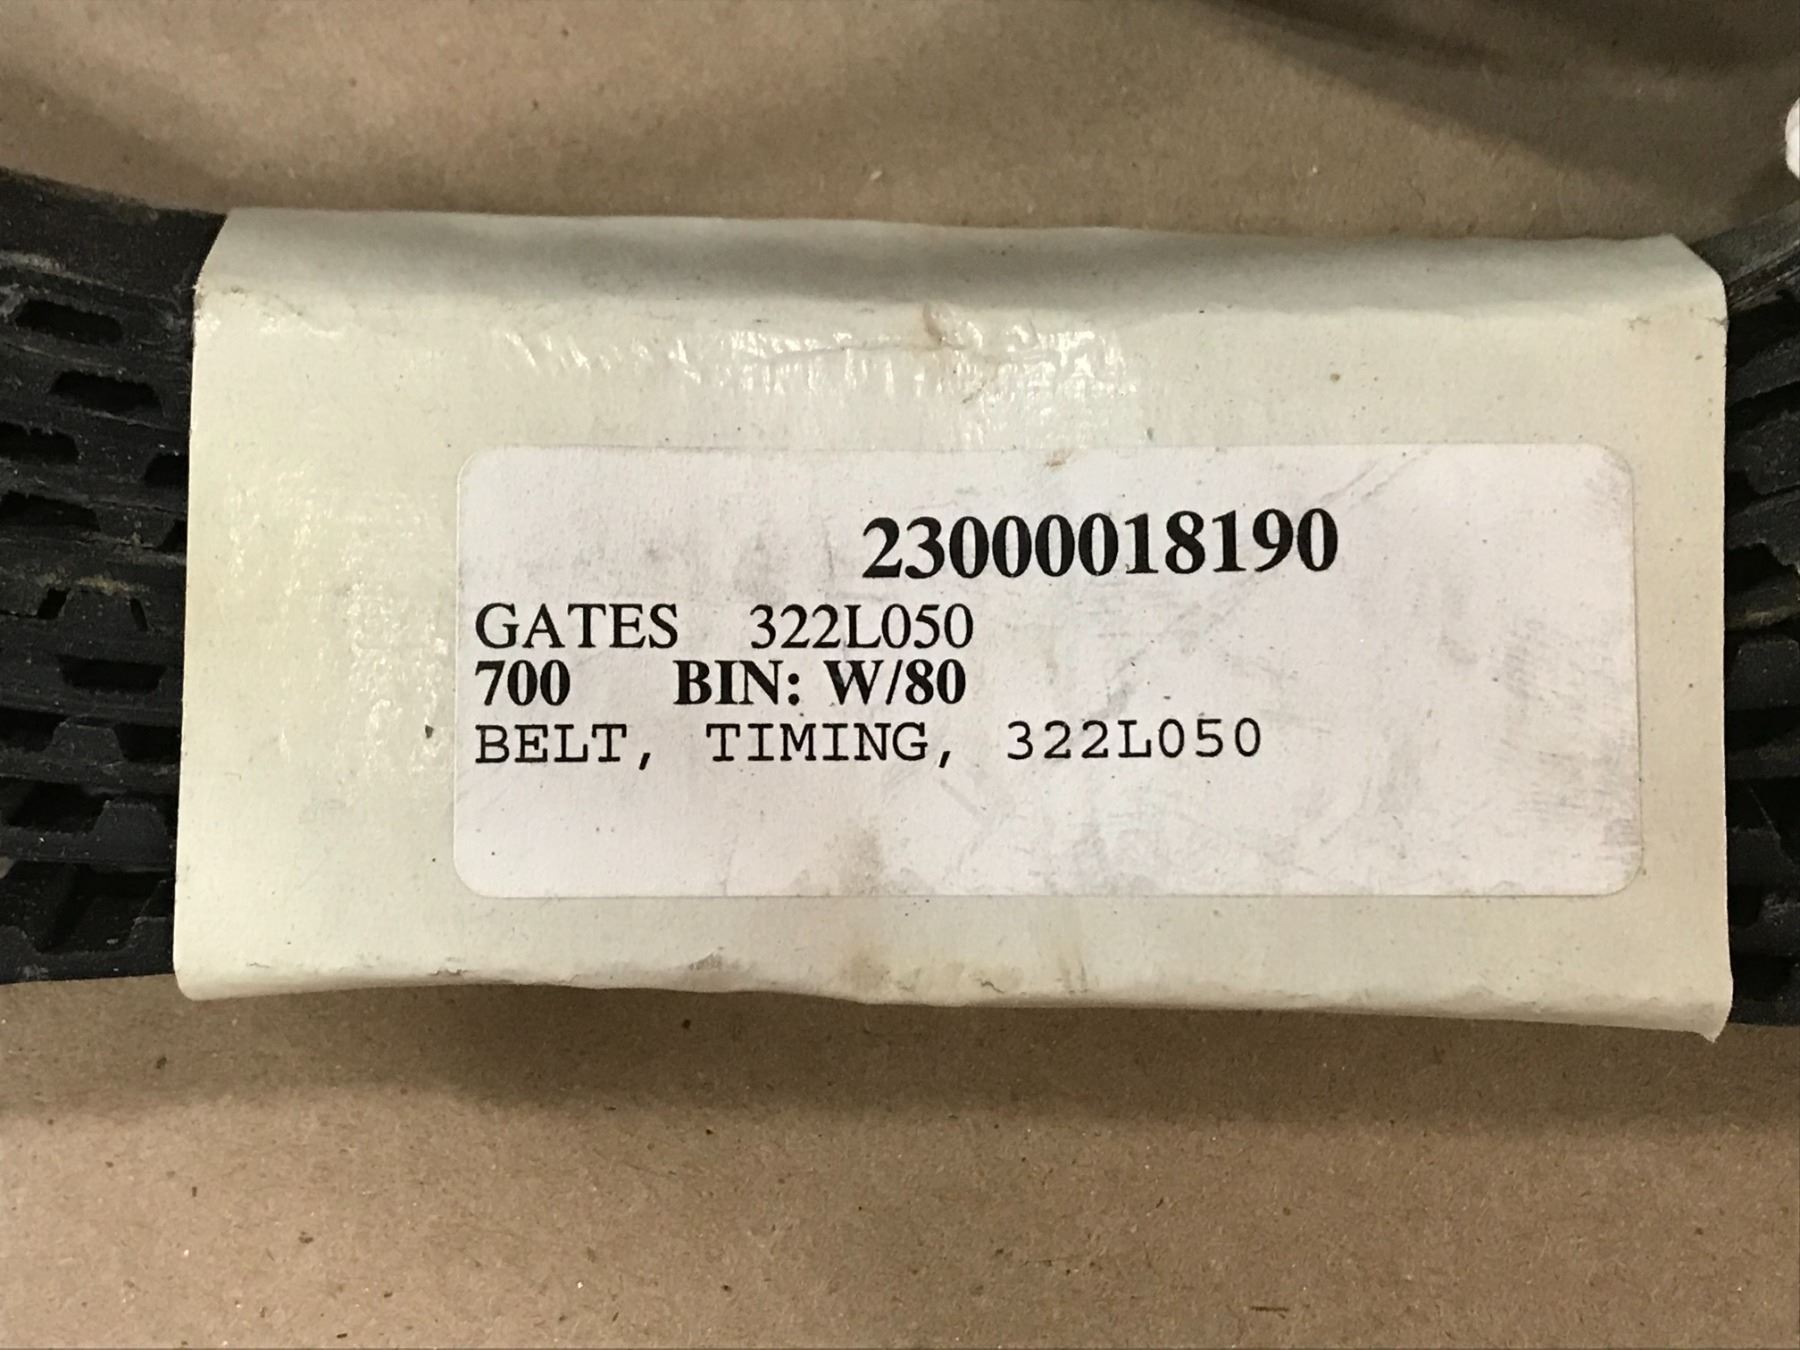 23000018190
GATES 322L050
700 BIN: W/80
BELT, TIMING, 322L050